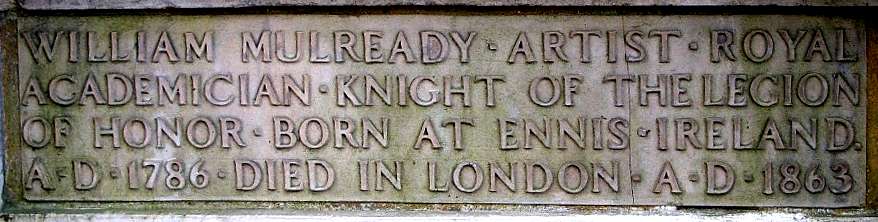 WILLIAM MULREADY · ARTIST · ROYAL
ACADEMICIAN · KNIGHT OF THE LEGION
OF HONOR · BORN AT ENNIS · IRELAND.
A·D · 1786 · DIED IN LONDON · A·D · 1863